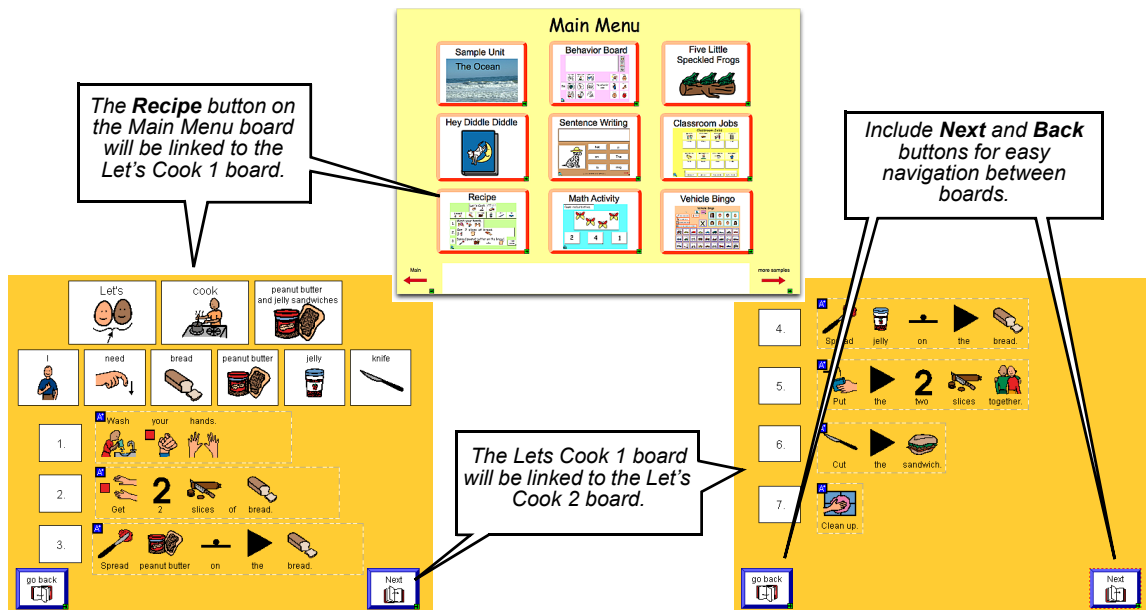 Main Menu
Sample Unit
The Ocean
Behavior Board
Five Little
Speckled Frogs
Hey Diddle Diddle
Sentence Writing
Classroom Jobs
Recipe
Math Activity
2 4 1
Vehicle Bingo
Main
more samples
The Recipe button on
the Main Menu board
will be linked to the
Let's Cook 1 board.
Include Next and Back
buttons for easy
navigation between
boards.
Let's
cook
peanut butter
and jelly sandwiches
I
need
bread
peanut butter
jelly
knife
1.
Wash your hands.
2.
2
Get 2 slices of bread.
3.
Spread peanut butter on the bread.
go back
Next
The Lets Cook 1 board
will be linked to the Let's
Cook 2 board.
4.
Spread jelly on the bread.
5.
2
Put the two slices together.
6.
Cut the sandwich.
7.
Clean up.
go back
Next